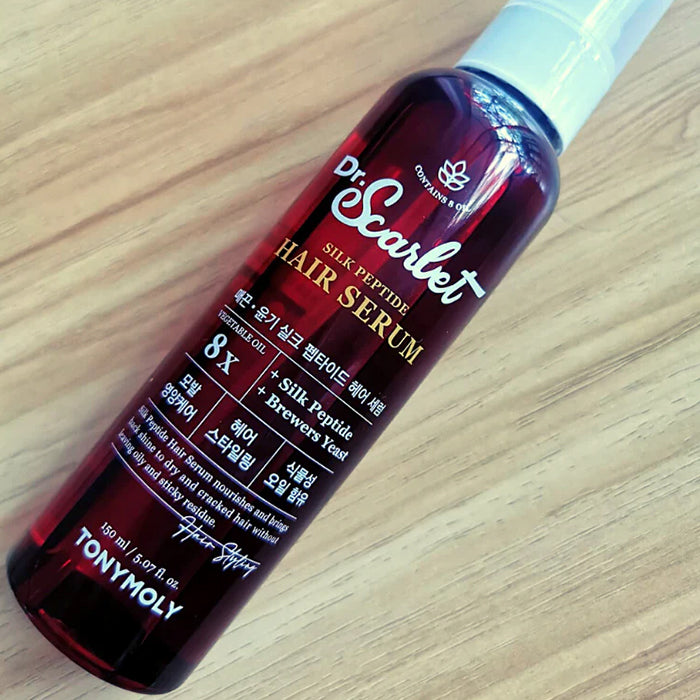 CONTAINS 8 OIL
Dr.
Scarlet
SILK PEPTIDE
HAIR SERUM
매끈·윤기 실크 펩타이드 헤어 세럼
VEGETABLE OIL
8X
+ Silk Peptide
+ Brewers Yeast
모발
영양케어
헤어
스타일링
식물성
오일 함유
Silk Peptide Hair Serum nourishes and brings
back shine to dry and cracked hair without
leaving oily and sticky residue.
Hair Styling
150 ml / 5.07 fl. oz.
TONYMOLY